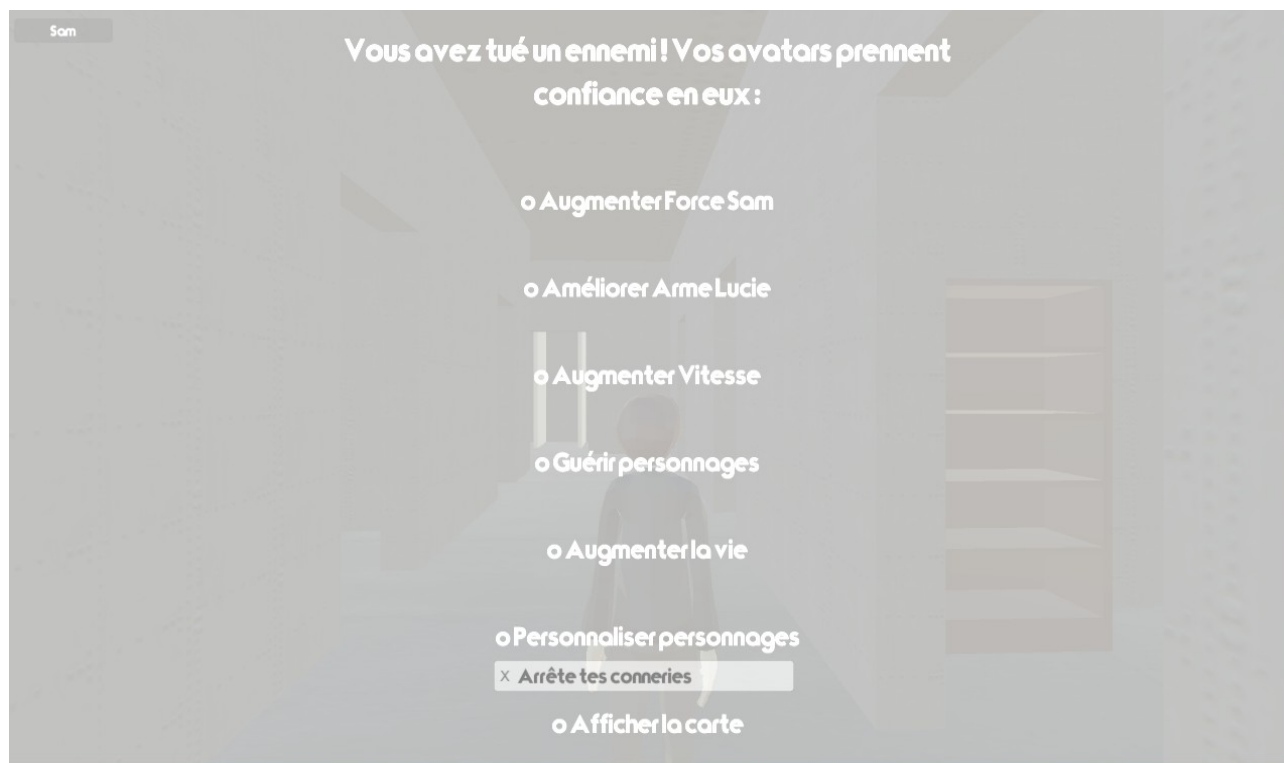 Sam
Vous avez tué un ennemi! Vos avatars prennent
confiance en eux :
o Augmenter Force Sam
o Améliorer Arme Lucie
o Augmenter Vitesse
o Guérir personnages
o Augmenter la vie
o Personnaliser personnages
x Arrête tes conneries
o Afficher la carte